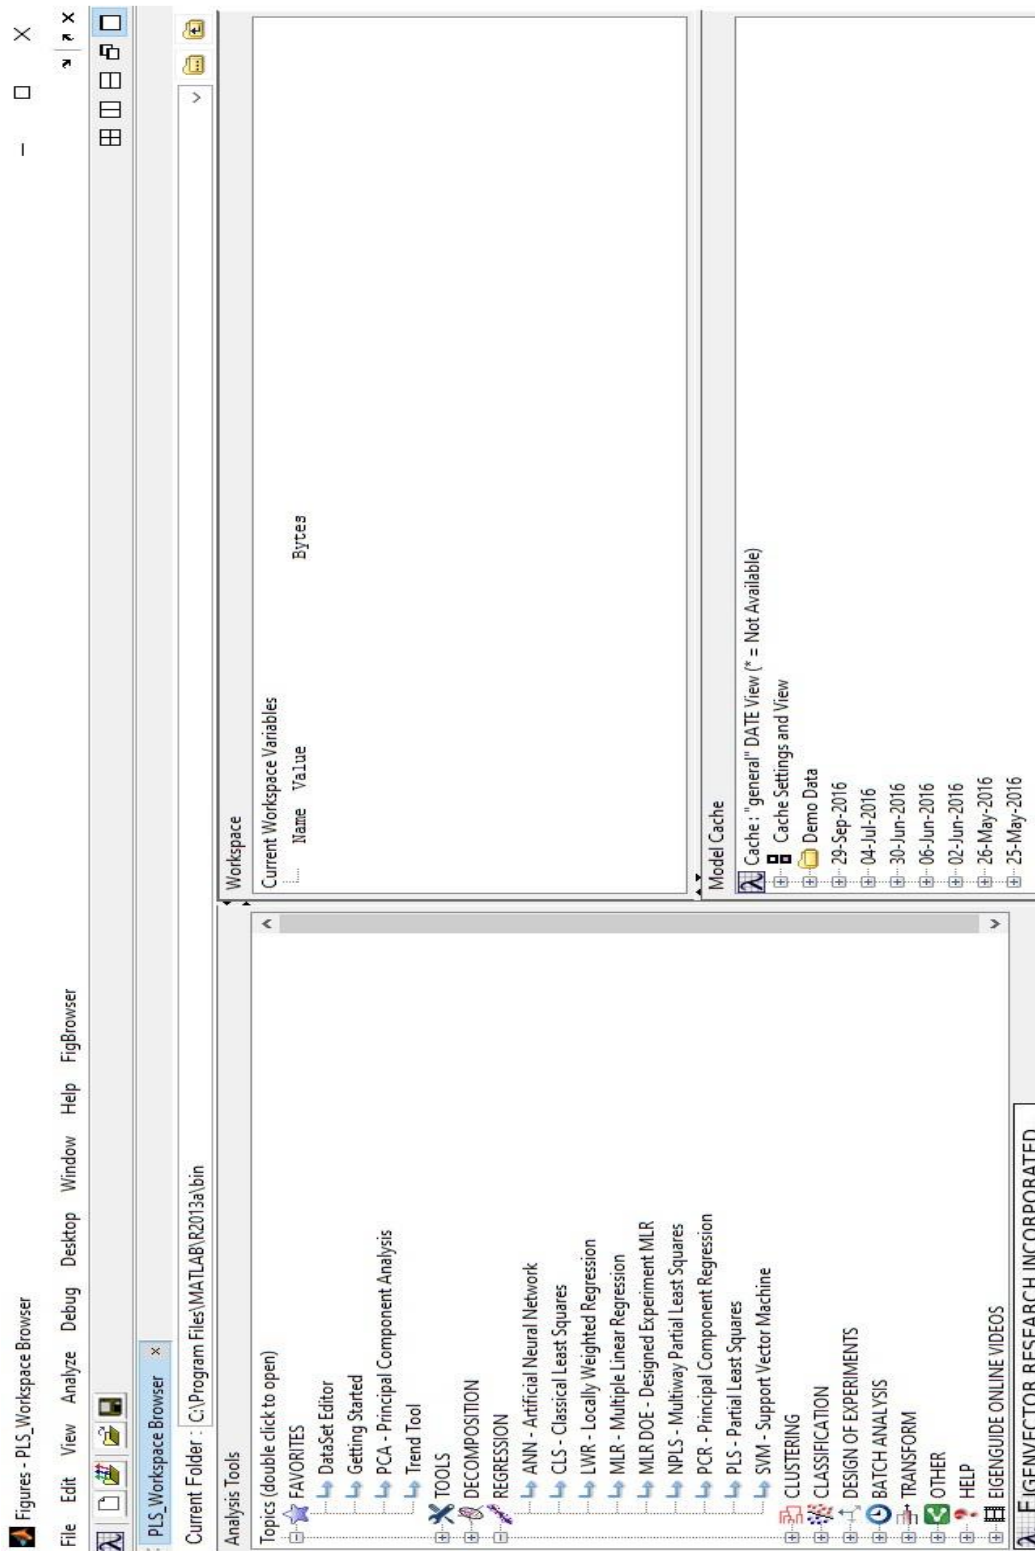 Figures - PLS_Workspace Browser
File Edit View Analyze Debug Desktop Window Help FigBrowser
PLS_Workspace Browser x
Current Folder : C:\Program Files\MATLAB\R2013a\bin
Analysis Tools
Topics (double click to open)
FAVORITES
DataSet Editor
Getting Started
PCA - Principal Component Analysis
Trend Tool
TOOLS
DECOMPOSITION
REGRESSION
ANN - Artificial Neural Network
CLS - Classical Least Squares
LWR - Locally Weighted Regression
MLR - Multiple Linear Regression
MLR DOE - Designed Experiment MLR
NPLS - Multiway Partial Least Squares
PCR - Principal Component Regression
PLS - Partial Least Squares
SVM - Support Vector Machine
CLUSTERING
CLASSIFICATION
DESIGN OF EXPERIMENTS
BATCH ANALYSIS
TRANSFORM
OTHER
HELP
EIGENGUIDE ONLINE VIDEOS
EIGENVECTOR RESEARCH INCORPORATED
Workspace
Current Workspace Variables
Name Value Bytes
Model Cache
Cache : "general" DATE View (* = Not Available)
Cache Settings and View
Demo Data
29-Sep-2016
04-Jul-2016
30-Jun-2016
06-Jun-2016
02-Jun-2016
26-May-2016
25-May-2016